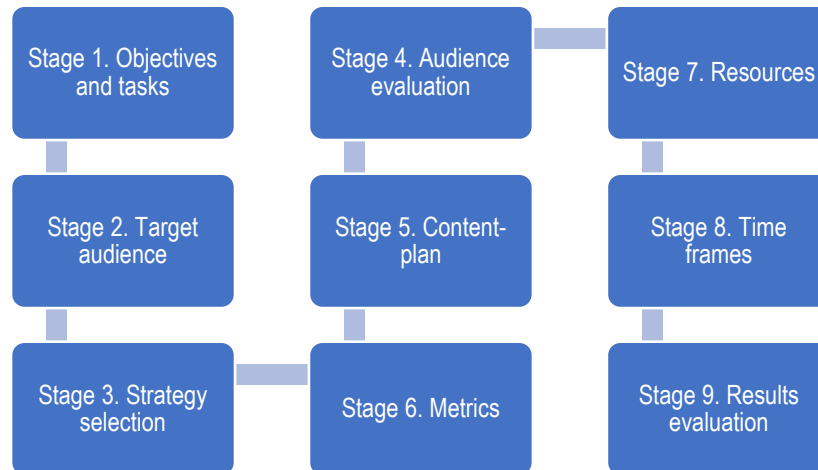 Stage 1. Objectives
and tasks
Stage 2. Target
audience
Stage 3. Strategy
selection
Stage 4. Audience
evaluation
Stage 5. Content-
plan
Stage 6. Metrics
Stage 7. Resources
Stage 8. Time
frames
Stage 9. Results
evaluation